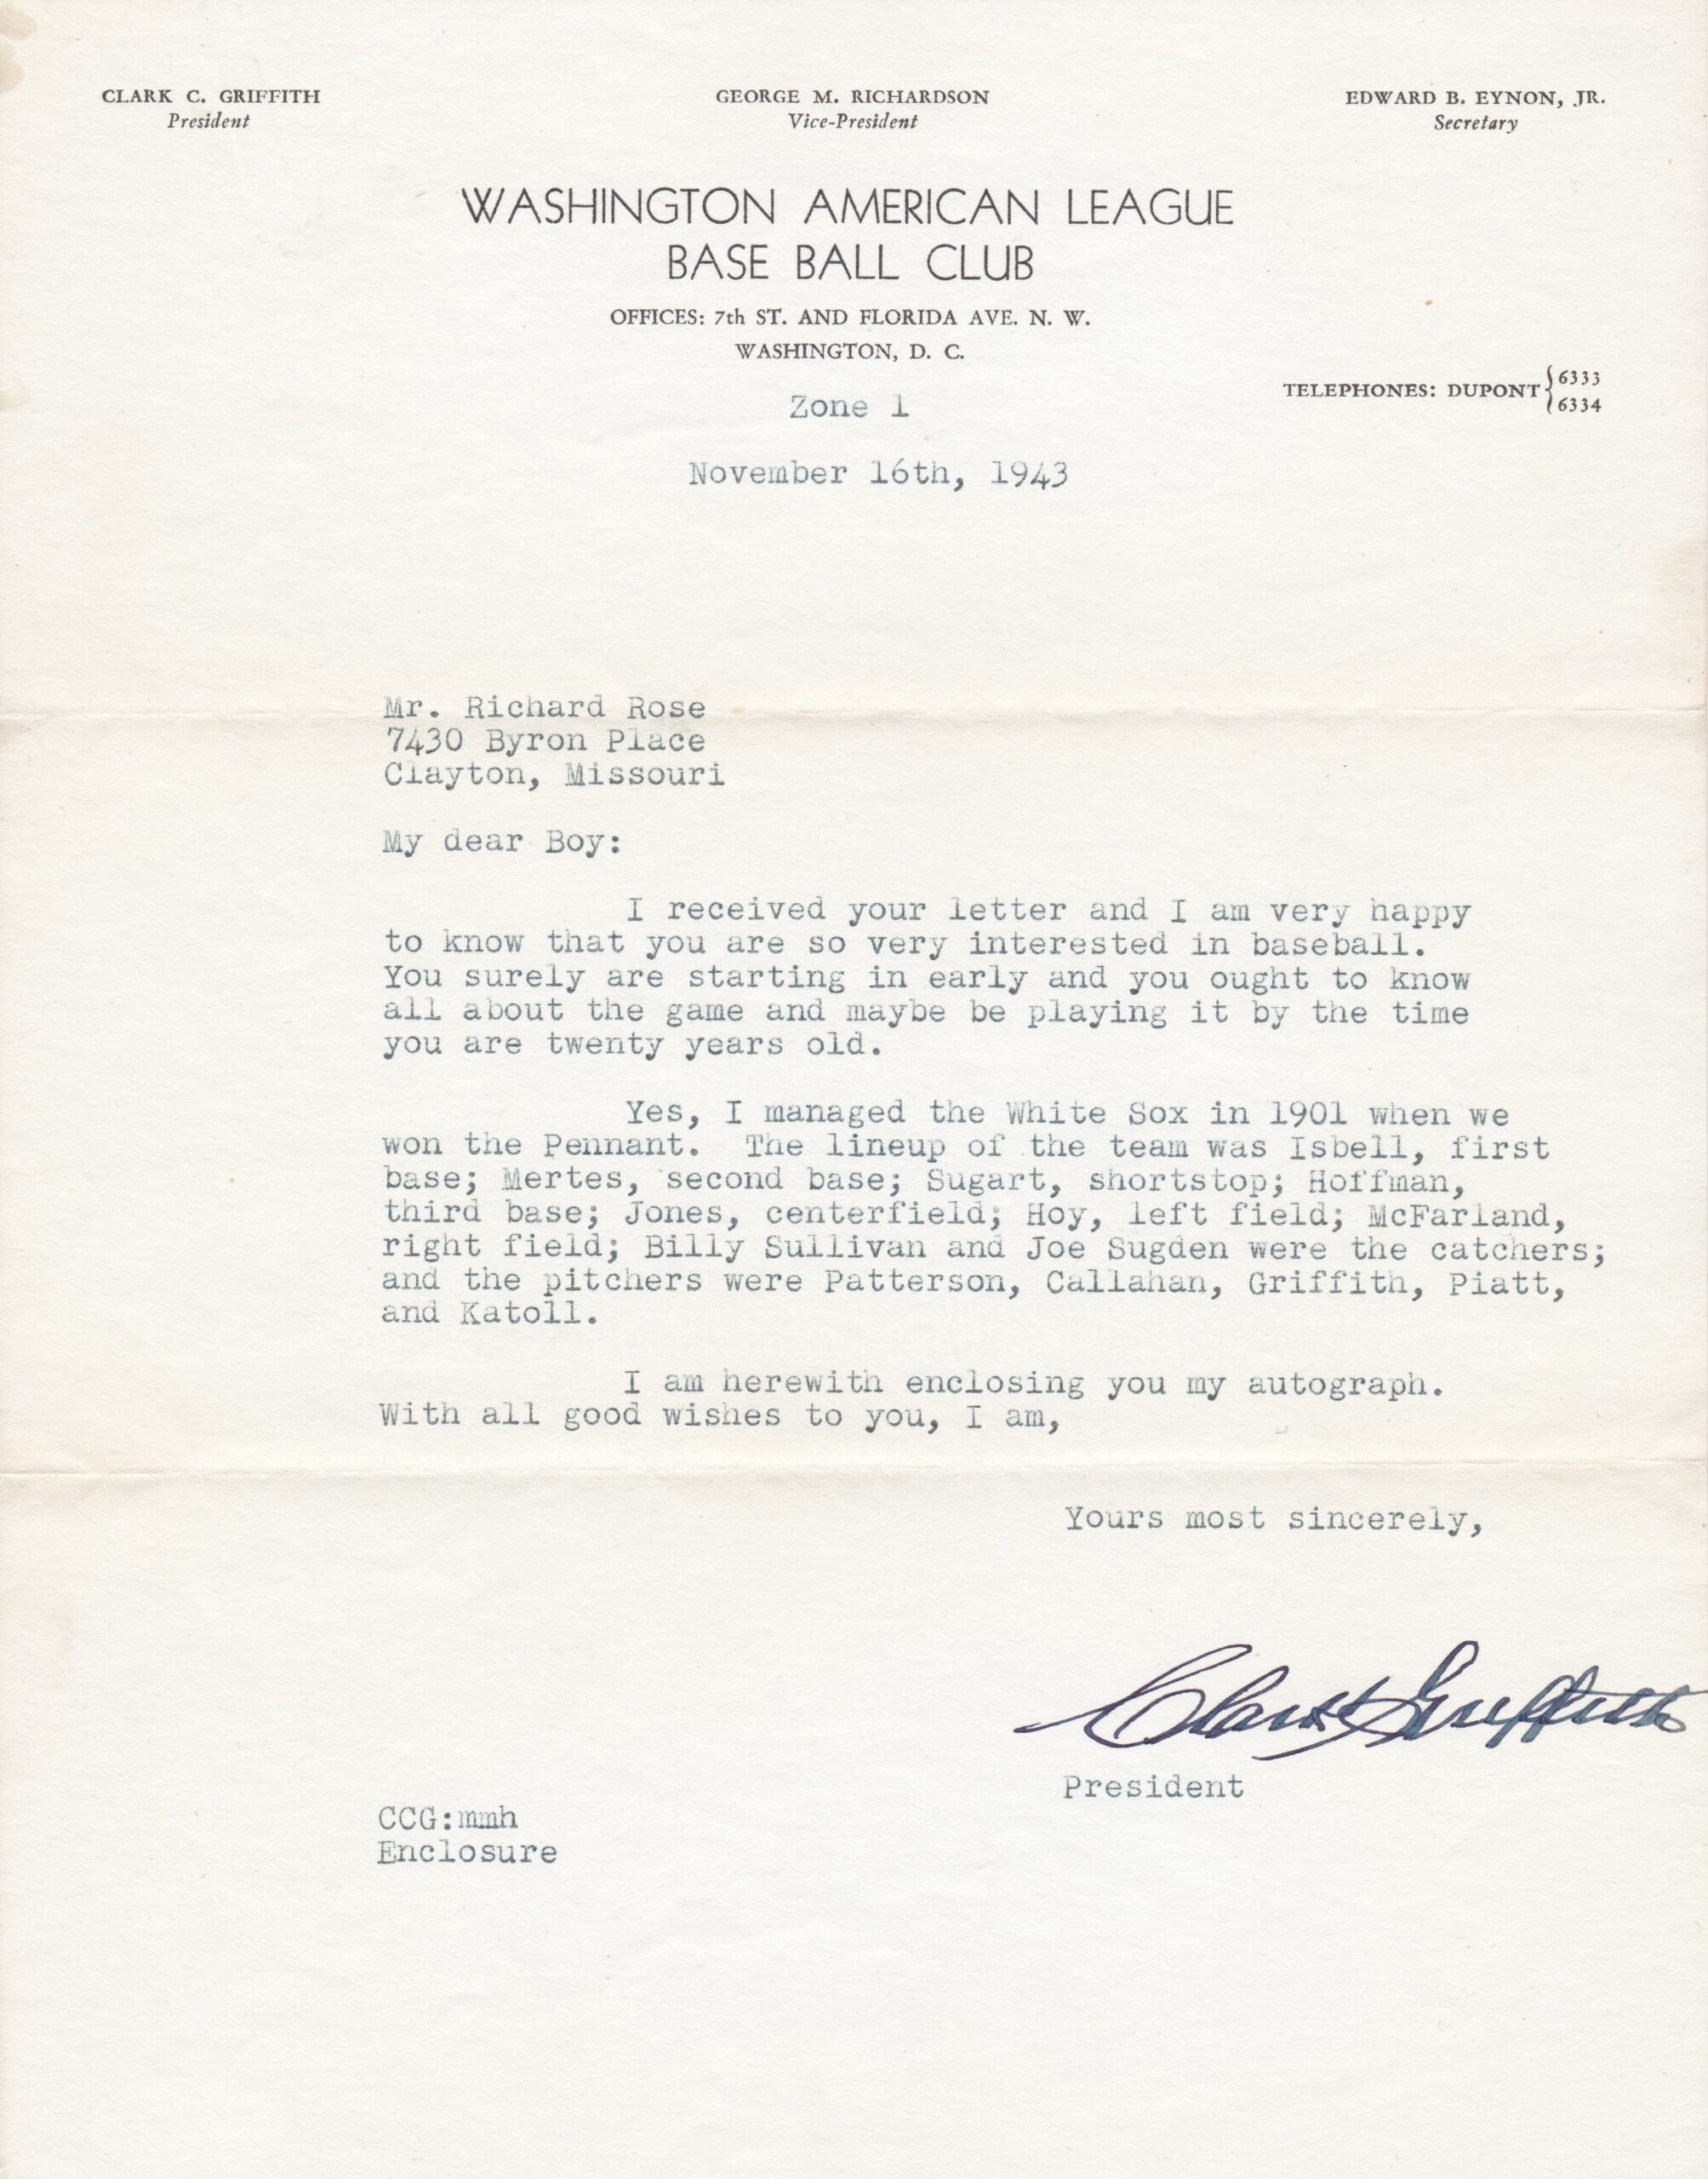 CLARK C. GRIFFITH
President
GEORGE M. RICHARDSON
Vice-President
EDWARD B. EYNON, JR.
Secretary
WASHINGTON AMERICAN LEAGUE
BASE BALL CLUB
OFFICES: 7th ST. AND FLORIDA AVE. N. W.
WASHINGTON, D. C.
TELEPHONES: DUPONT { 6333
6334
Zone 1
November 16th, 1943
Mr. Richard Rose
7430 Byron Place
Clayton, Missouri
My dear Boy:
I received your letter and I am very happy
to know that you are so very interested in baseball.
You surely are starting in early and you ought to know
all about the game and maybe be playing it by the time
you are twenty years old.
Yes, I managed the White Sox in 1901 when we
won the Pennant. The lineup of the team was Isbell, first
base; Mertes, second base; Sugart, shortstop; Hoffman,
third base; Jones, centerfield; Hoy, left field; McFarland,
right field; Billy Sullivan and Joe Sugden were the catchers;
and the pitchers were Patterson, Callahan, Griffith, Piatt,
and Katoll.
I am herewith enclosing you my autograph.
With all good wishes to you, I am,
Yours most sincerely,
Clark Griffith
President
CCG:mmh
Enclosure